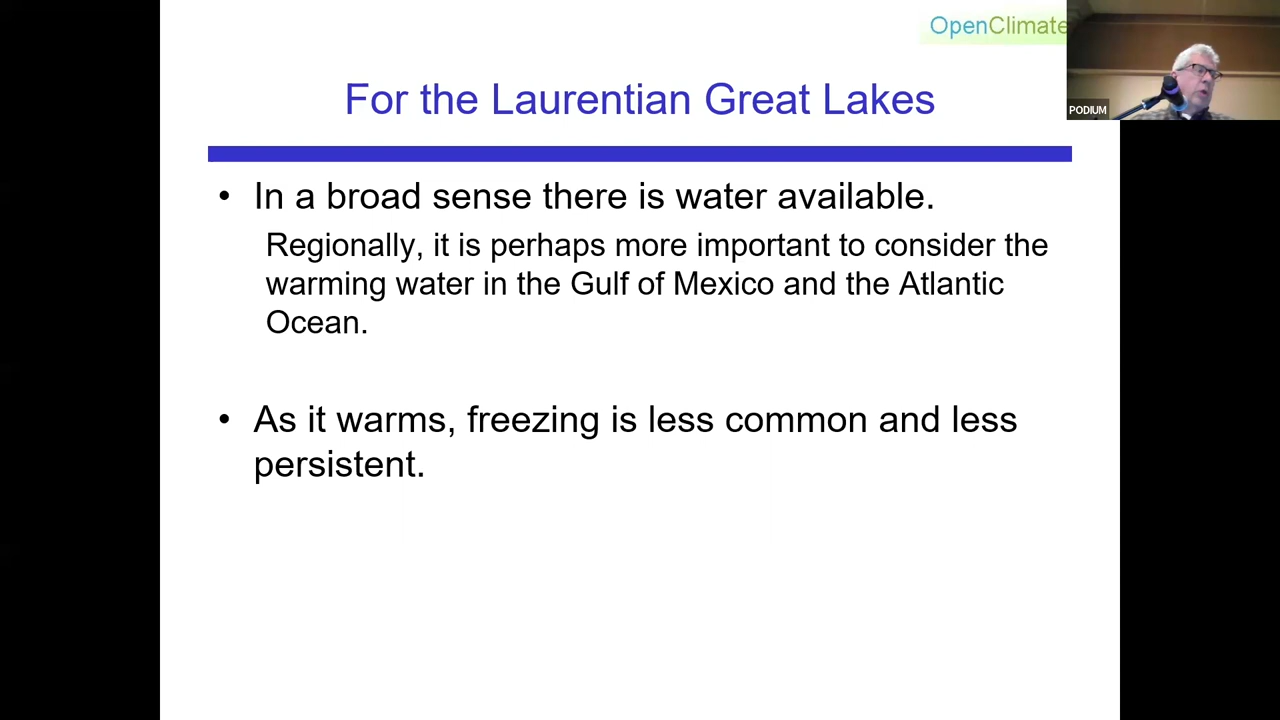 OpenClimate
PODIUM
For the Laurentian Great Lakes
• In a broad sense there is water available.
Regionally, it is perhaps more important to consider the
warming water in the Gulf of Mexico and the Atlantic
Ocean.
• As it warms, freezing is less common and less
persistent.